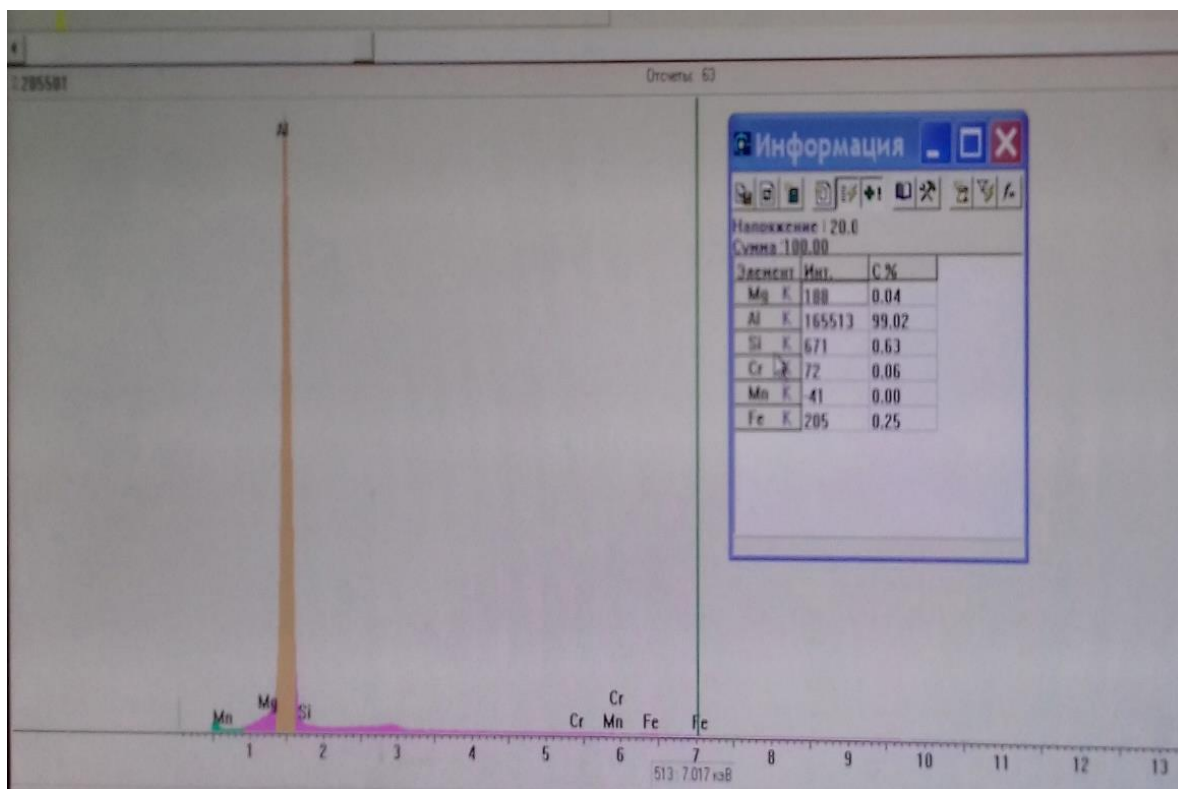 205501
Отсчеты: 63
Al
Информация
Напряжение : 20.0
Сумма :100.00
Элемент Инт. C %
Mg K 188 0.04
Al K 165513 99.02
Si K 671 0.63
Cr K 72 0.06
Mn K -41 0.00
Fe K 205 0.25
Mn Mg Si
Cr
Cr Mn Fe Fe
1 2 3 4 5 6 7 8 9 10 11 12 13
513: 7.017 кэВ